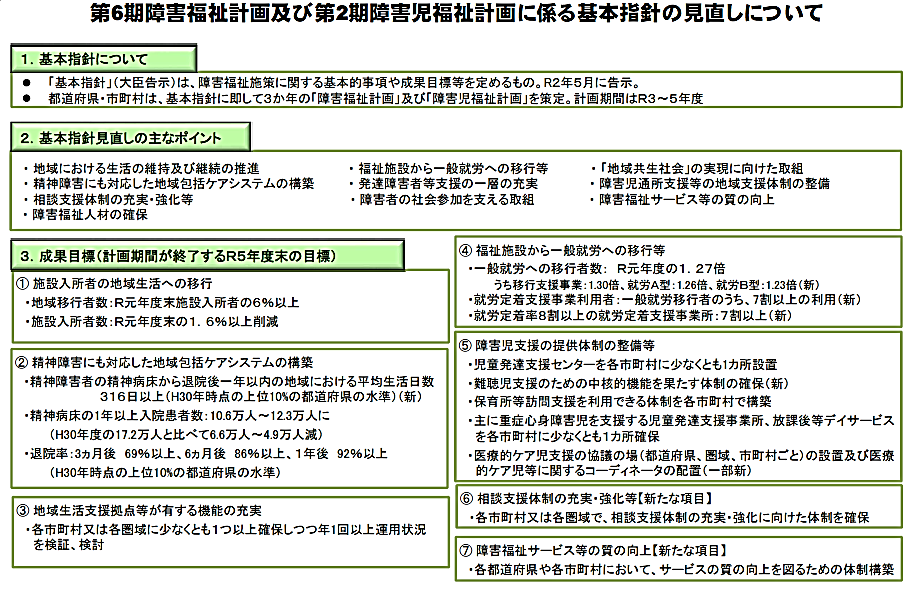 第6期障害福祉計画及び第2期障害児福祉計画に係る基本指針の見直しについて
1．基本指針について
● 「基本指針」（大臣告示）は、障害福祉施策に関する基本的事項や成果目標等を定めるもの。R2年5月に告示。
● 都道府県・市町村は、基本指針に即して3か年の「障害福祉計画」及び「障害児福祉計画」を策定。計画期間はR3～5年度
2．基本指針見直しの主なポイント
・地域における生活の維持及び継続の推進
・精神障害にも対応した地域包括ケアシステムの構築
・相談支援体制の充実・強化等
・障害福祉人材の確保
・福祉施設から一般就労への移行等
・発達障害者等支援の一層の充実
・障害者の社会参加を支える取組
・「地域共生社会」の実現に向けた取組
・障害児通所支援等の地域支援体制の整備
・障害福祉サービス等の質の向上
3．成果目標（計画期間が終了するR5年度末の目標）
① 施設入所者の地域生活への移行
・地域移行者数：R元年度末施設入所者の6％以上
・施設入所者数：R元年度末の1．6％以上削減
② 精神障害にも対応した地域包括ケアシステムの構築
・精神障害者の精神病床から退院後一年以内の地域における平均生活日数
316日以上（H30年時点の上位10％の都道府県の水準）（新）
・精神病床の1年以上入院患者数：10.6万人～12.3万人に
（H30年度の17.2万人と比べて6.6万人～4.9万人減）
・退院率：3ヵ月後 69％以上、6ヵ月後 86％以上、1年後 92％以上
（H30年時点の上位10％の都道府県の水準）
③ 地域生活支援拠点等が有する機能の充実
・各市町村又は各圏域に少なくとも1つ以上確保しつつ年1回以上運用状況
を検証、検討
④ 福祉施設から一般就労への移行等
・一般就労への移行者数： R元年度の1．27倍
うち移行支援事業：1.30倍、就労A型：1.26倍、就労B型：1.23倍（新）
・就労定着支援事業利用者：一般就労移行者のうち、7割以上の利用（新）
・就労定着率8割以上の就労定着支援事業所：7割以上（新）
⑤ 障害児支援の提供体制の整備等
・児童発達支援センターを各市町村に少なくとも1カ所設置
・難聴児支援のための中核的機能を果たす体制の確保（新）
・保育所等訪問支援を利用できる体制を各市町村で構築
・主に重症心身障害児を支援する児童発達支援事業所、放課後等デイサービス
を各市町村に少なくとも1カ所確保
・医療的ケア児支援の協議の場（都道府県、圏域、市町村ごと）の設置及び医療
的ケア児等に関するコーディネータの配置（一部新）
⑥ 相談支援体制の充実・強化等【新たな項目】
・各市町村又は各圏域で、相談支援体制の充実・強化に向けた体制を確保
⑦ 障害福祉サービス等の質の向上【新たな項目】
・各都道府県や各市町村において、サービスの質の向上を図るための体制構築